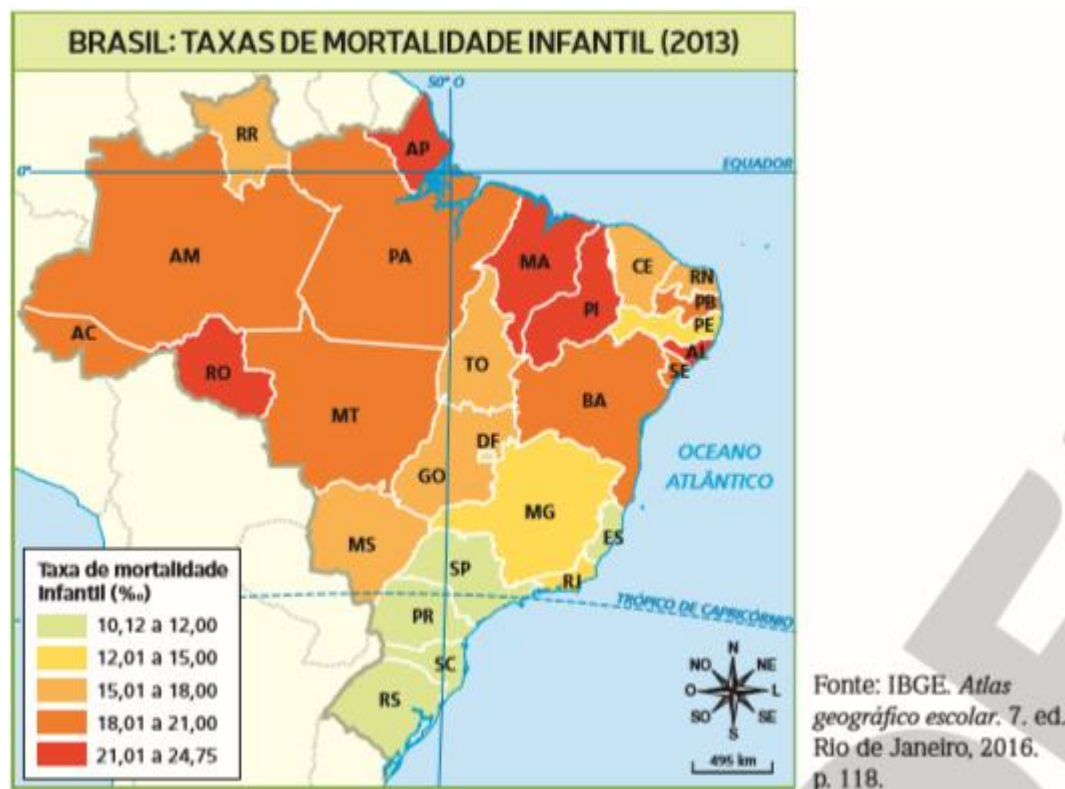 BRASIL: TAXAS DE MORTALIDADE INFANTIL (2013)
50° O
RR
AP
EQUADOR
0°
AM
PA
MA
CE
RN
PI
PB
PE
AC
AL
RO
TO
SE
MT
BA
DF
GO
OCEANO
ATLÂNTICO
MG
MS
ES
SP
RJ
TRÓPICO DE CAPRICÓRNIO
PR
SC
RS
Taxa de mortalidade
Infantil (‰)
10,12 a 12,00
12,01 a 15,00
15,01 a 18,00
18,01 a 21,00
21,01 a 24,75
N
NO NE
O L
SO SE
S
495 km
Fonte: IBGE. Atlas
geográfico escolar. 7. ed.
Rio de Janeiro, 2016.
p. 118.